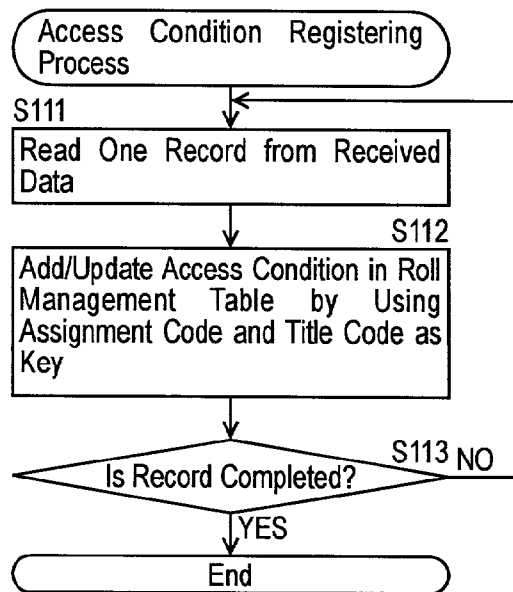 Access Condition Registering
Process
S111
Read One Record from Received
Data
S112
Add/Update Access Condition in Roll
Management Table by Using
Assignment Code and Title Code as
Key
S113 NO
Is Record Completed?
YES
End